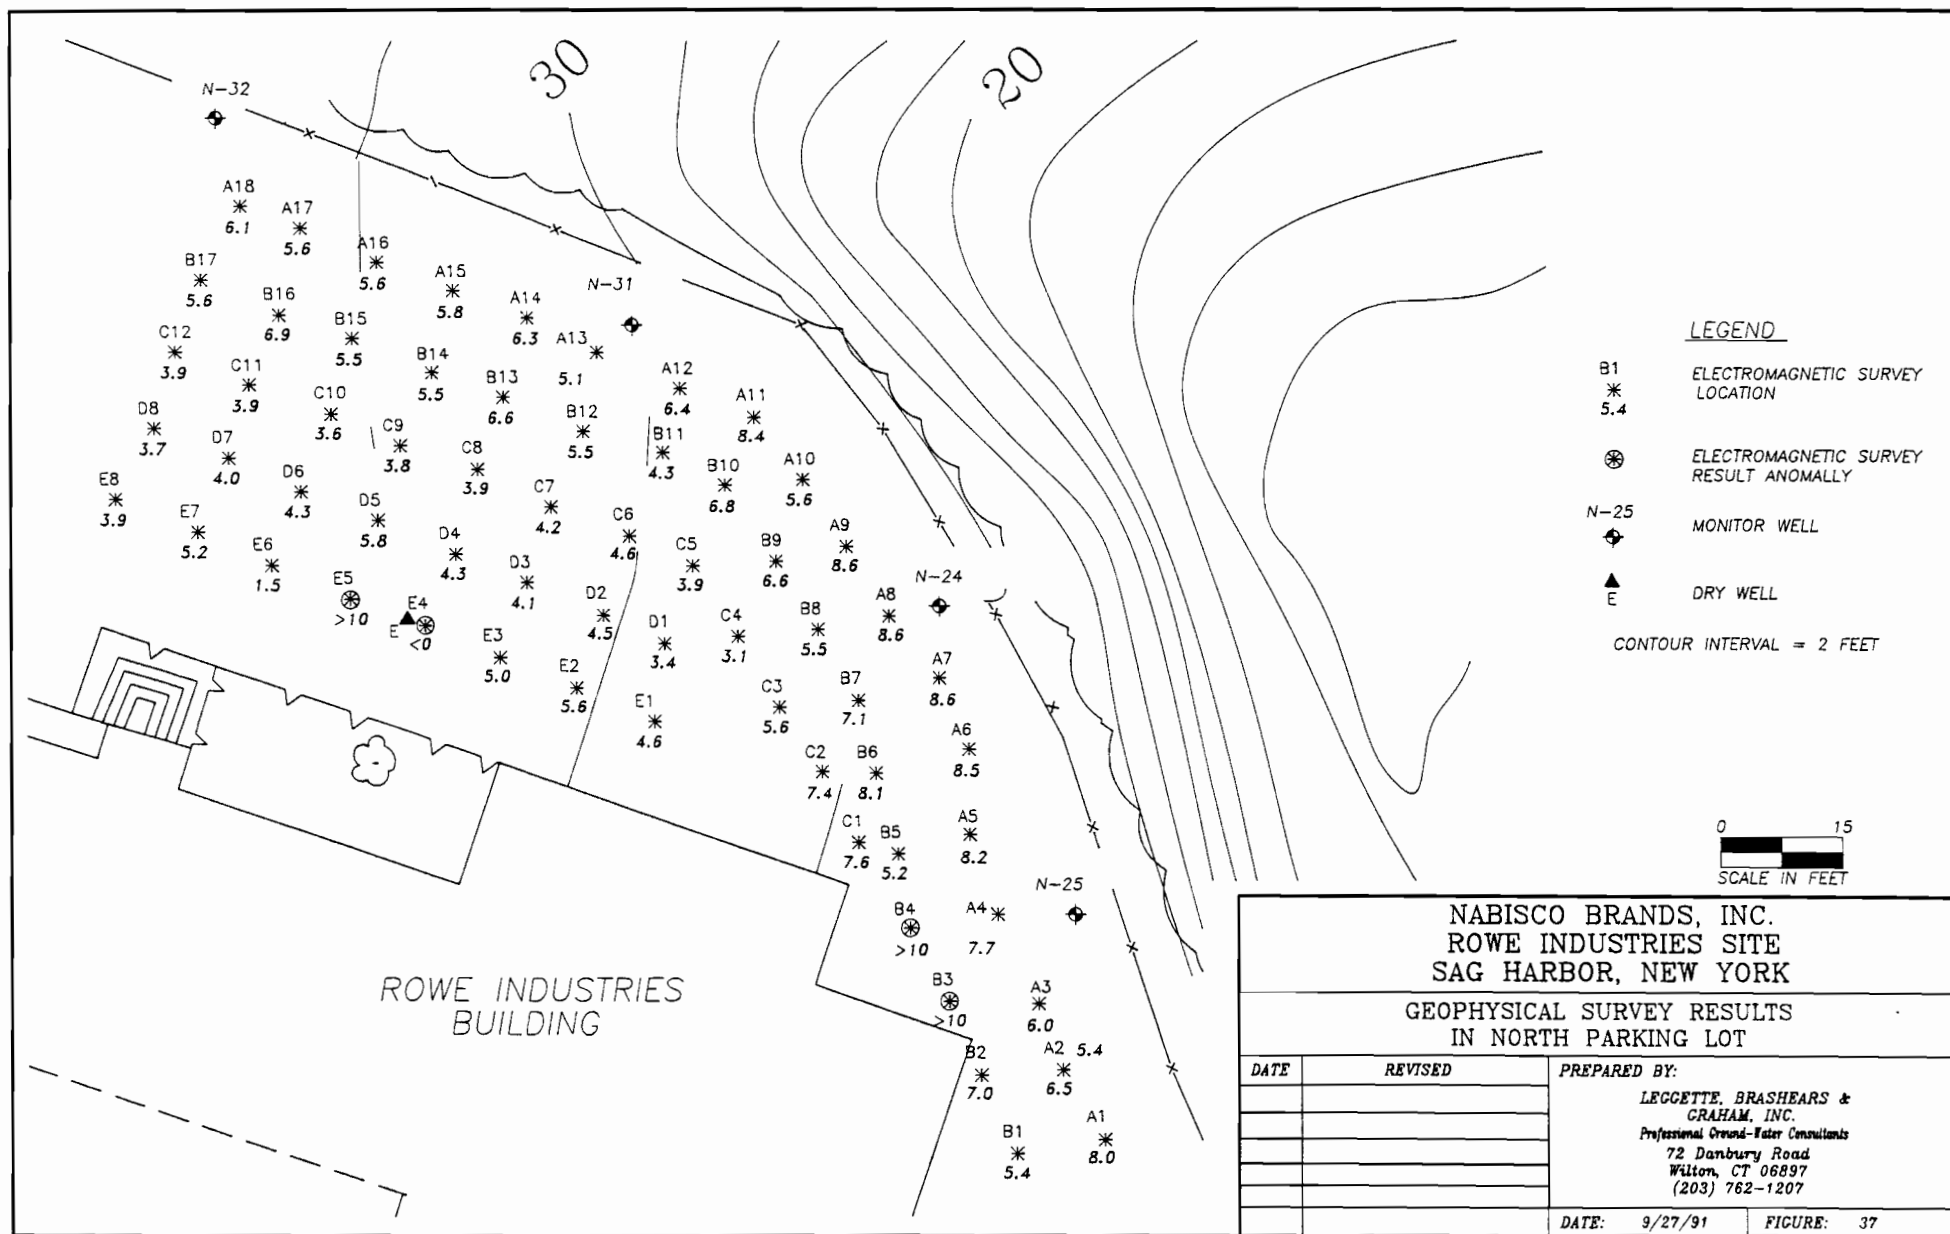 30
20
N-32
A18
6.1
A17
5.6
A16
5.6
A15
5.8
A14
6.3
A13
5.1
N-31
A12
6.4
A11
8.4
A10
5.6
A9
8.6
N-24
A8
8.6
A7
8.6
A6
8.5
A5
8.2
N-25
A4
7.7
A3
6.0
A2 5.4
6.5
A1
8.0
B17
5.6
B16
6.9
B15
5.5
B14
5.5
B13
6.6
B12
5.5
B11
4.3
B10
6.8
B9
6.6
B8
5.5
B7
7.1
B6
8.1
B5
5.2
B4
>10
B3
>10
B2
7.0
B1
5.4
C12
3.9
C11
3.9
C10
3.6
C9
3.8
C8
3.9
C7
4.2
C6
4.6
C5
3.9
C4
3.1
C3
5.6
C2
7.4
C1
7.6
D8
3.7
D7
4.0
D6
4.3
D5
5.8
D4
4.3
D3
4.1
D2
4.5
D1
3.4
E8
3.9
E7
5.2
E6
1.5
E5
>10
E4
E
<0
E3
5.0
E2
5.6
E1
4.6
ROWE INDUSTRIES
BUILDING
LEGEND
B1
5.4
ELECTROMAGNETIC SURVEY
LOCATION
ELECTROMAGNETIC SURVEY
RESULT ANOMALLY
N-25
MONITOR WELL
E
DRY WELL
CONTOUR INTERVAL = 2 FEET
0 15
SCALE IN FEET
NABISCO BRANDS, INC.
ROWE INDUSTRIES SITE
SAG HARBOR, NEW YORK
GEOPHYSICAL SURVEY RESULTS
IN NORTH PARKING LOT
DATE REVISED
PREPARED BY:
LEGGETTE, BRASHEARS &
GRAHAM, INC.
Professional Ground-Water Consultants
72 Danbury Road
Wilton, CT 06897
(203) 762-1207
DATE: 9/27/91 FIGURE: 37